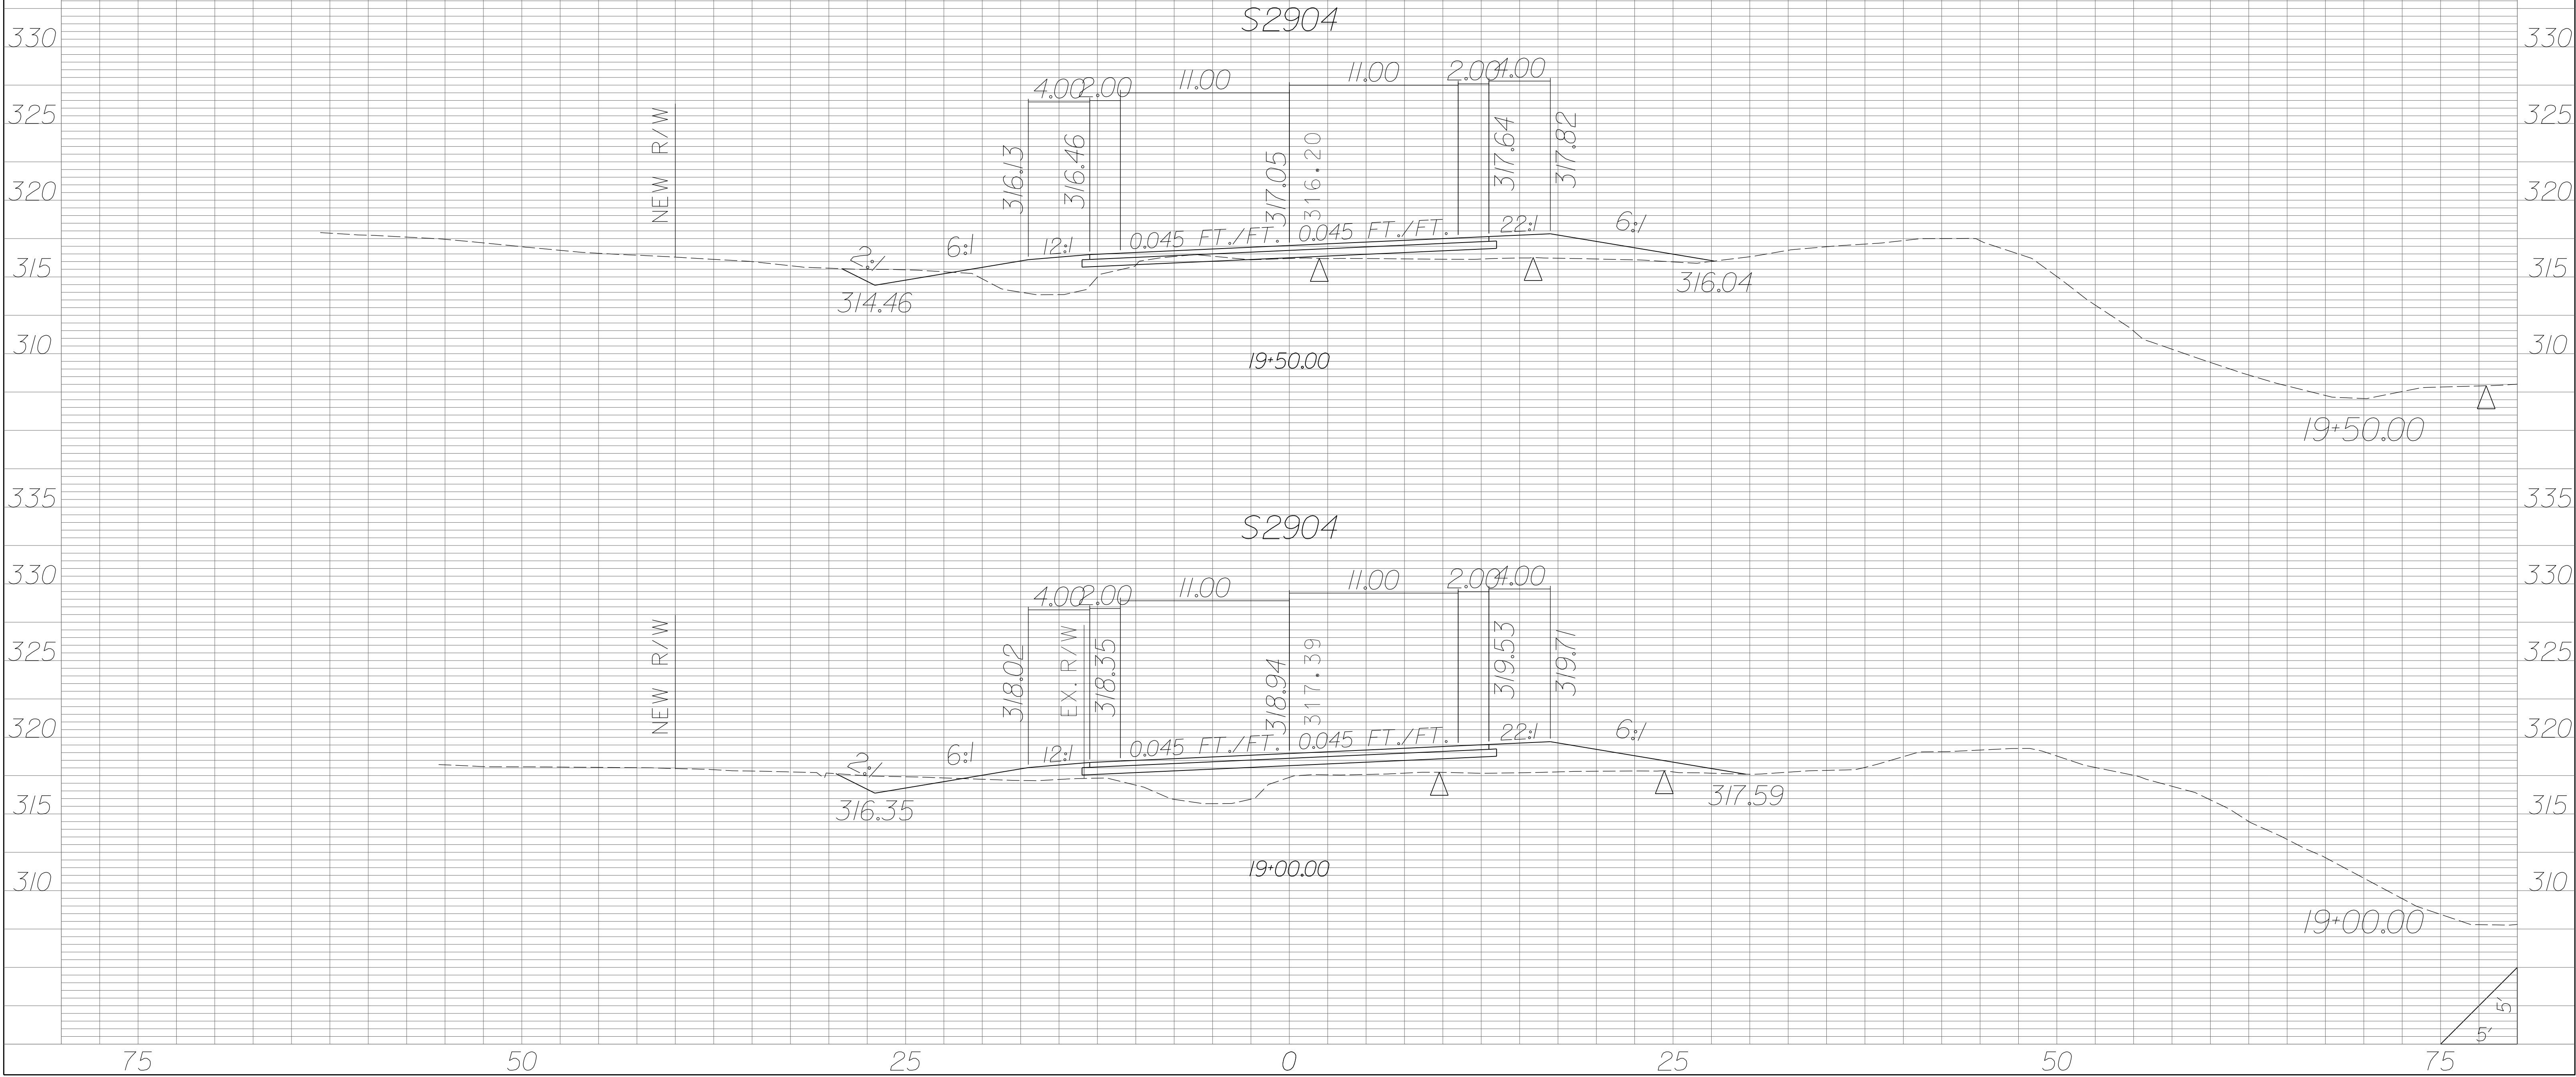 S2904
330 330
4.00 2.00 11.00 11.00 2.00 4.00
325 NEW R/W 316.13 316.46 317.05 316.20 317.64 317.82 325
320 320
2:1 6:1 12:1 0.045 FT./FT. 0.045 FT./FT. 22:1 6:1
315 315
314.46 316.04
310 19+50.00 310
19+50.00
335 335
S2904
330 330
4.00 2.00 11.00 11.00 2.00 4.00
325 NEW R/W 318.02 EX. R/W 318.35 318.94 317.39 319.53 319.71 325
320 320
2:1 6:1 12:1 0.045 FT./FT. 0.045 FT./FT. 22:1 6:1
315 316.35 317.59 315
310 19+00.00 310
19+00.00
5'
5'
75 50 25 0 25 50 75